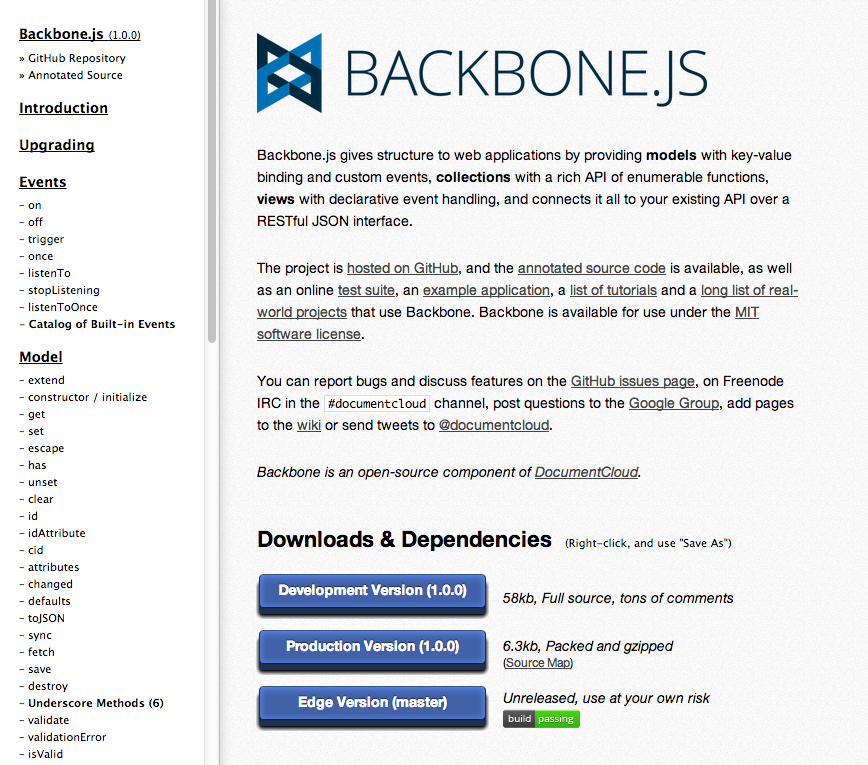 Backbone.js (1.0.0)
» GitHub Repository
» Annotated Source
Introduction
Upgrading
Events
- on
- off
- trigger
- once
- listenTo
- stopListening
- listenToOnce
- Catalog of Built-in Events
Model
- extend
- constructor / initialize
- get
- set
- escape
- has
- unset
- clear
- id
- idAttribute
- cid
- attributes
- changed
- defaults
- toJSON
- sync
- fetch
- save
- destroy
- Underscore Methods (6)
- validate
- validationError
- isValid
BACKBONE.JS
Backbone.js gives structure to web applications by providing models with key-value
binding and custom events, collections with a rich API of enumerable functions,
views with declarative event handling, and connects it all to your existing API over a
RESTful JSON interface.
The project is hosted on GitHub, and the annotated source code is available, as well
as an online test suite, an example application, a list of tutorials and a long list of real-
world projects that use Backbone. Backbone is available for use under the MIT
software license.
You can report bugs and discuss features on the GitHub issues page, on Freenode
IRC in the #documentcloud channel, post questions to the Google Group, add pages
to the wiki or send tweets to @documentcloud.
Backbone is an open-source component of DocumentCloud.
Downloads & Dependencies (Right-click, and use "Save As")
Development Version (1.0.0)
58kb, Full source, tons of comments
Production Version (1.0.0)
6.3kb, Packed and gzipped
(Source Map)
Edge Version (master)
Unreleased, use at your own risk
build passing